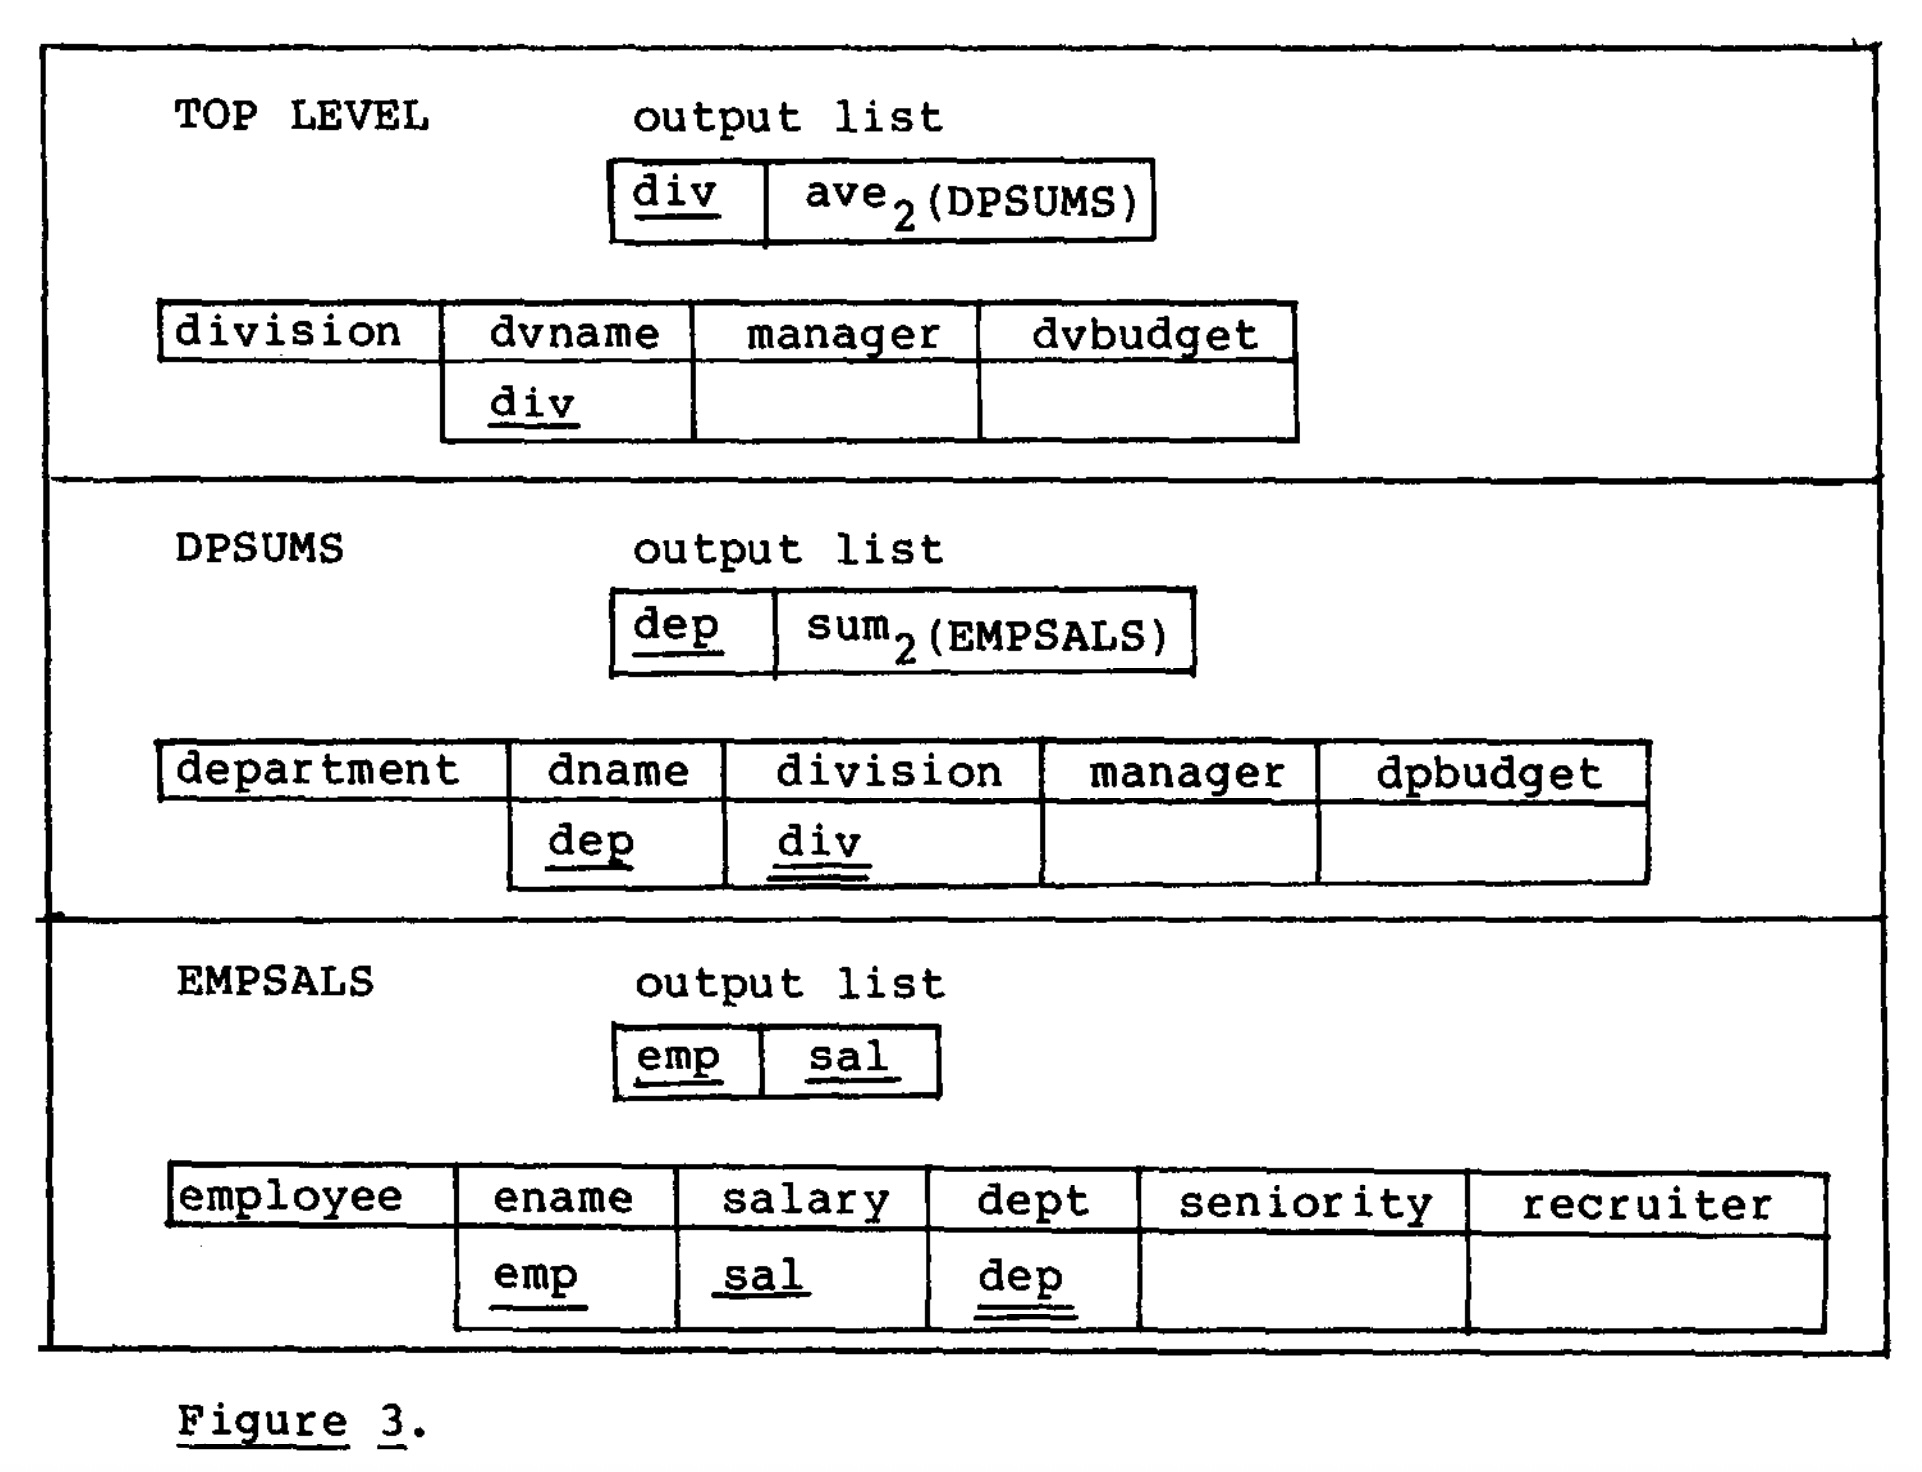 TOP LEVEL output list
div ave2(DPSUMS)
division dvname manager dvbudget
div
DPSUMS output list
dep sum2(EMPSALS)
department dname division manager dpbudget
dep div
EMPSALS output list
emp sal
employee ename salary dept seniority recruiter
emp sal dep
Figure 3.